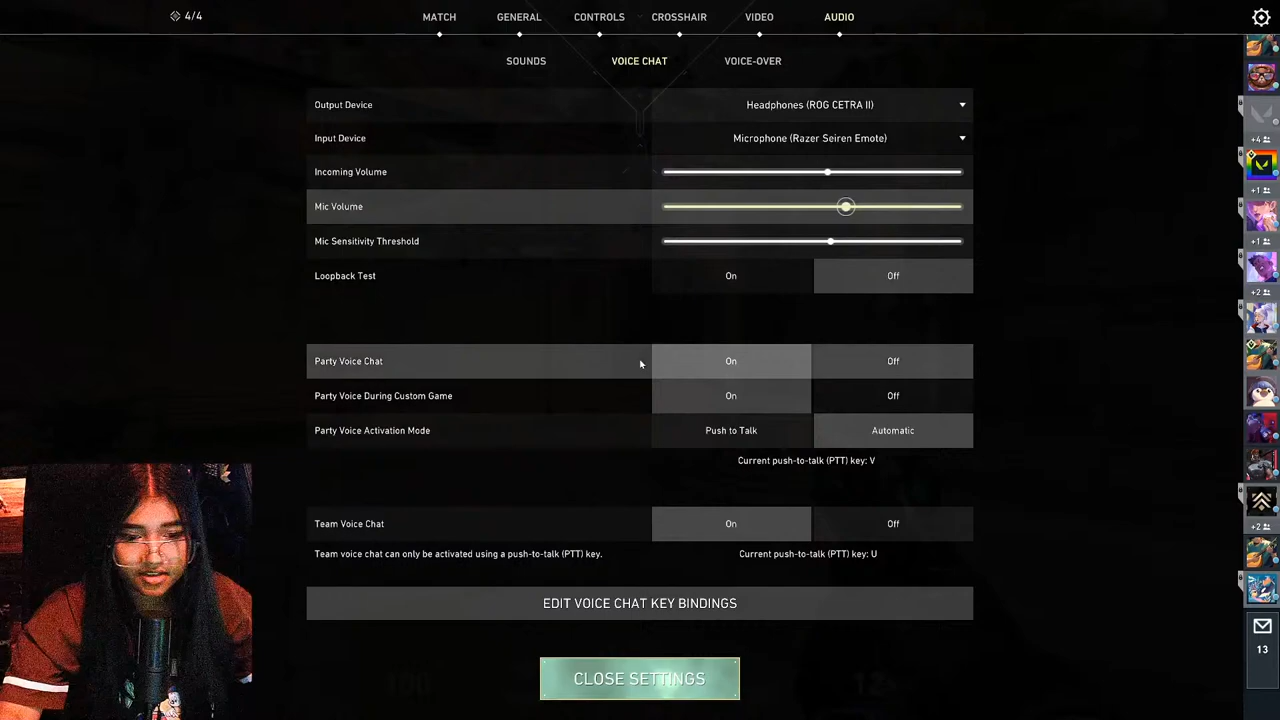 4/4
MATCH
GENERAL
CONTROLS
CROSSHAIR
VIDEO
AUDIO
SOUNDS
VOICE CHAT
VOICE-OVER
Output Device
Headphones (ROG CETRA II)
Input Device
Microphone (Razer Seiren Emote)
Incoming Volume
Mic Volume
Mic Sensitivity Threshold
Loopback Test
On
Off
Party Voice Chat
On
Off
Party Voice During Custom Game
On
Off
Party Voice Activation Mode
Push to Talk
Automatic
Current push-to-talk (PTT) key: V
Team Voice Chat
On
Off
Team voice chat can only be activated using a push-to-talk (PTT) key.
Current push-to-talk (PTT) key: U
EDIT VOICE CHAT KEY BINDINGS
CLOSE SETTINGS
+4
+1
+1
+2
+2
13